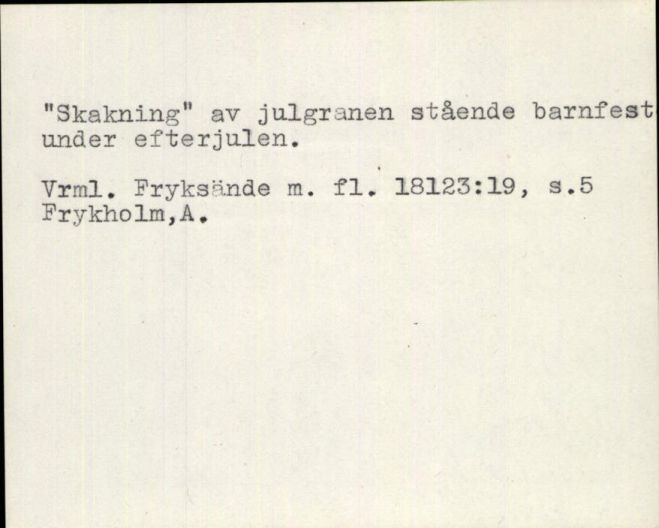 "Skakning" av julgranen stående barnfest
under efterjulen.
Vrml. Fryksände m. fl. 18123:19, s.5
Frykholm,A.